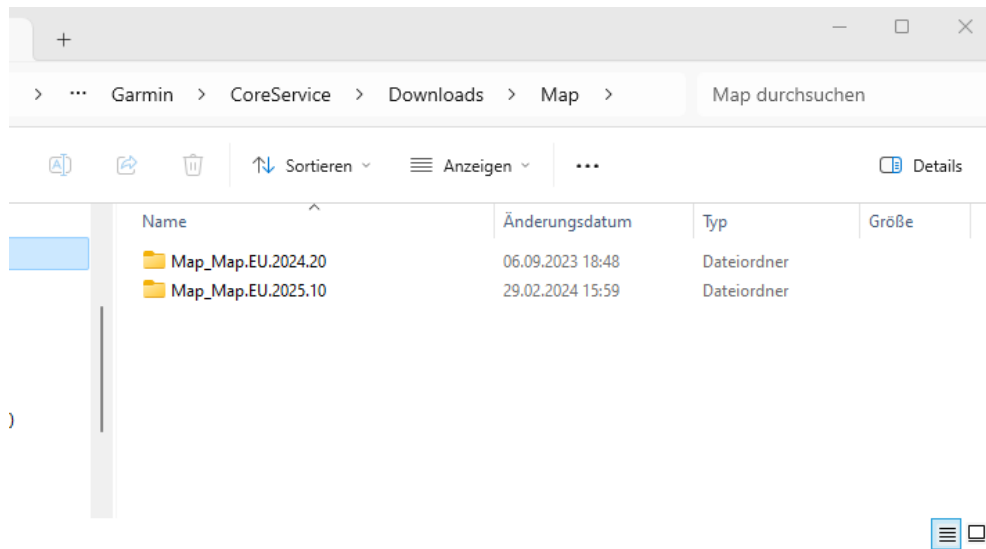 Garmin > CoreService > Downloads > Map > Map durchsuchen
Sortieren Anzeigen Details
Name Änderungsdatum Typ Größe
Map_Map.EU.2024.20 06.09.2023 18:48 Dateiordner
Map_Map.EU.2025.10 29.02.2024 15:59 Dateiordner
)